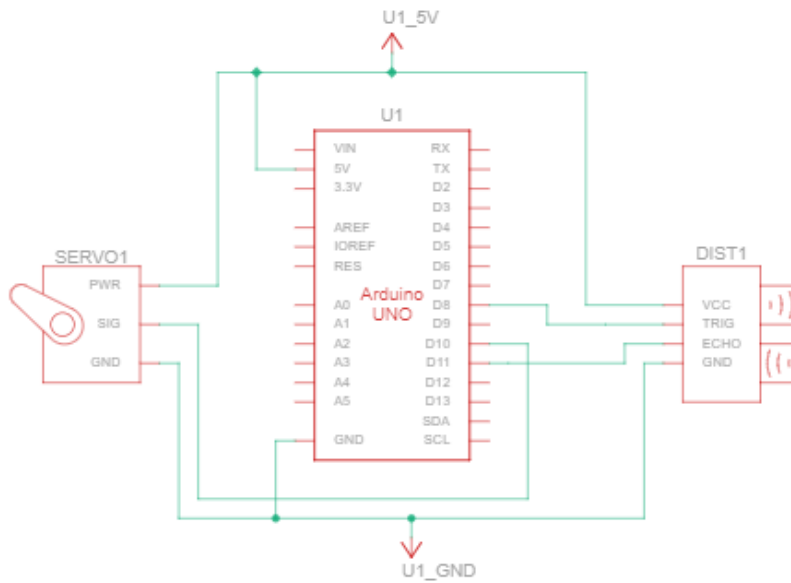 U1_5V
U1
VIN
5V
3.3V
AREF
IOREF
RES
A0
A1
A2
A3
A4
A5
GND
Arduino
UNO
RX
TX
D2
D3
D4
D5
D6
D7
D8
D9
D10
D11
D12
D13
SDA
SCL
SERVO1
PWR
SIG
GND
DIST1
VCC
TRIG
ECHO
GND
U1_GND